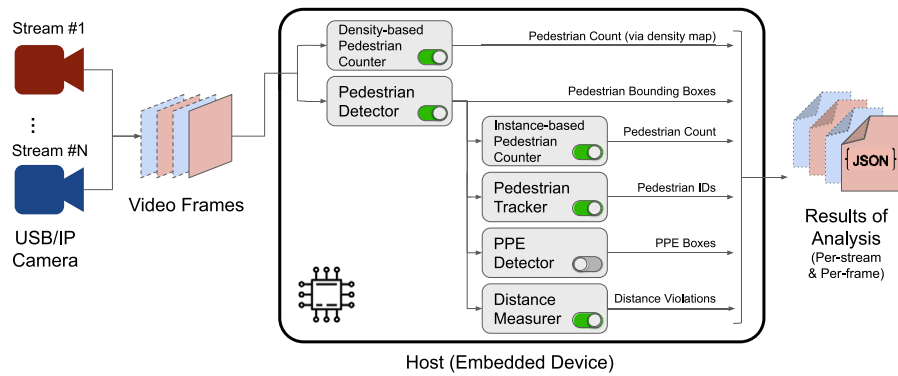 Stream #1
...
Stream #N
USB/IP
Camera
Video Frames
Density-based
Pedestrian
Counter
Pedestrian
Detector
Instance-based
Pedestrian
Counter
Pedestrian
Tracker
PPE
Detector
Distance
Measurer
Pedestrian Count (via density map)
Pedestrian Bounding Boxes
Pedestrian Count
Pedestrian IDs
PPE Boxes
Distance Violations
Host (Embedded Device)
{JSON}
Results of
Analysis
(Per-stream
& Per-frame)